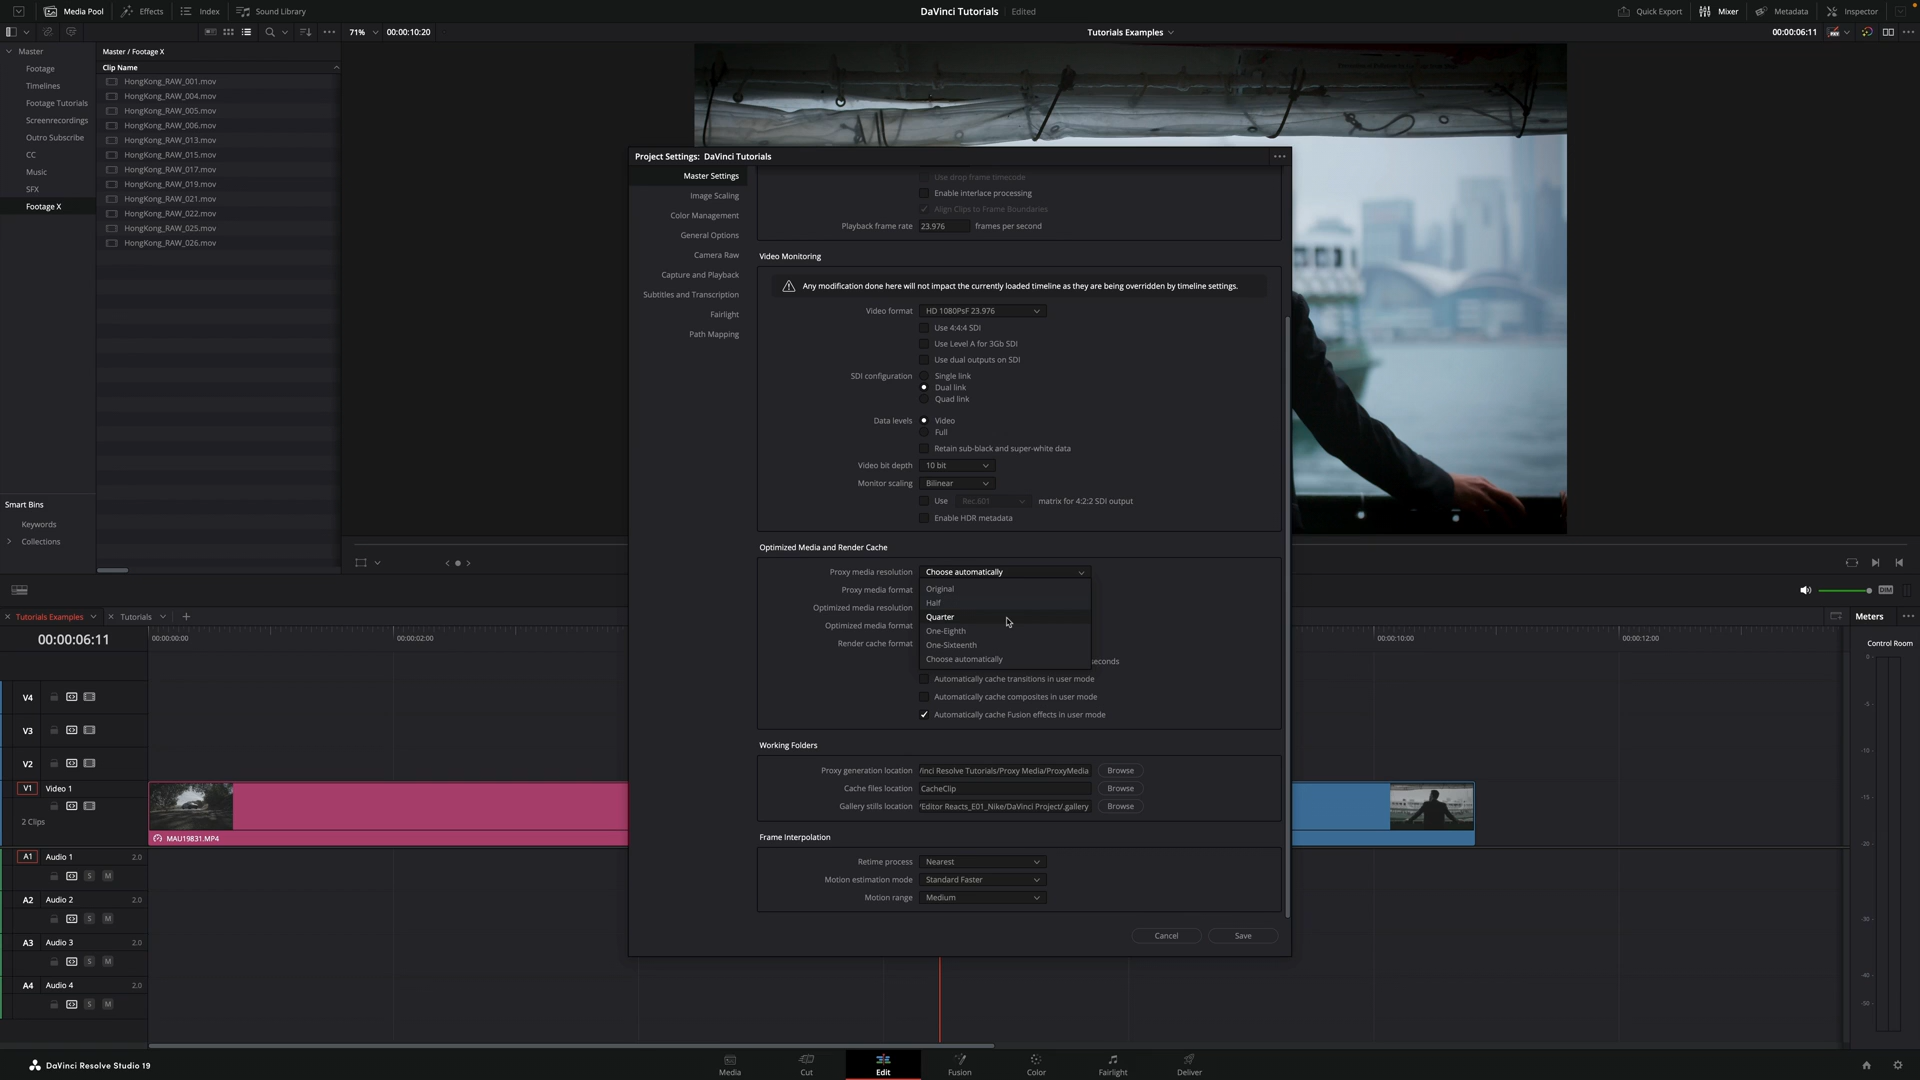 Media Pool
Effects
Index
Sound Library
DaVinci Tutorials
Edited
Quick Export
Mixer
Metadata
Inspector
71%
00:00:10:20
Tutorials Examples
00:00:06:11
Master
Footage
Timelines
Footage Tutorials
Screenrecordings
Outro Subscribe
CC
Music
SFX
Footage X
Master / Footage X
Clip Name
HongKong_RAW_001.mov
HongKong_RAW_004.mov
HongKong_RAW_005.mov
HongKong_RAW_006.mov
HongKong_RAW_013.mov
HongKong_RAW_015.mov
HongKong_RAW_017.mov
HongKong_RAW_019.mov
HongKong_RAW_021.mov
HongKong_RAW_022.mov
HongKong_RAW_025.mov
HongKong_RAW_026.mov
Smart Bins
Keywords
Collections
Project Settings: DaVinci Tutorials
Master Settings
Image Scaling
Color Management
General Options
Camera Raw
Capture and Playback
Subtitles and Transcription
Fairlight
Path Mapping
Use drop frame timecode
Enable interlace processing
Align Clips to Frame Boundaries
Playback frame rate 23.976 frames per second
Video Monitoring
Any modification done here will not impact the currently loaded timeline as they are being overridden by timeline settings.
Video format HD 1080PsF 23.976
Use 4:4:4 SDI
Use Level A for 3Gb SDI
Use dual outputs on SDI
SDI configuration Single link
Dual link
Quad link
Data levels Video
Full
Retain sub-black and super-white data
Video bit depth 10 bit
Monitor scaling Bilinear
Use Rec.601 matrix for 4:2:2 SDI output
Enable HDR metadata
Optimized Media and Render Cache
Proxy media resolution Choose automatically
Proxy media format
Optimized media resolution
Optimized media format
Render cache format
Original
Half
Quarter
One-Eighth
One-Sixteenth
Choose automatically
seconds
Automatically cache transitions in user mode
Automatically cache composites in user mode
Automatically cache Fusion effects in user mode
Working Folders
Proxy generation location /inci Resolve Tutorials/Proxy Media/ProxyMedia Browse
Cache files location CacheClip Browse
Gallery stills location /Editor Reacts_E01_Nike/DaVinci Project/.gallery Browse
Frame Interpolation
Retime process Nearest
Motion estimation mode Standard Faster
Motion range Medium
Cancel
Save
DIM
Tutorials Examples
Tutorials
Meters
00:00:06:11
00:00:00:00
00:00:02:00
00:00:10:00
00:00:12:00
Control Room
0
-5
-10
-15
-20
-30
-40
-50
V4
V3
V2
V1 Video 1
2 Clips
MAU19831.MP4
A1 Audio 1 2.0
S M
A2 Audio 2 2.0
S M
A3 Audio 3 2.0
S M
A4 Audio 4 2.0
S M
DaVinci Resolve Studio 19
Media
Cut
Edit
Fusion
Color
Fairlight
Deliver